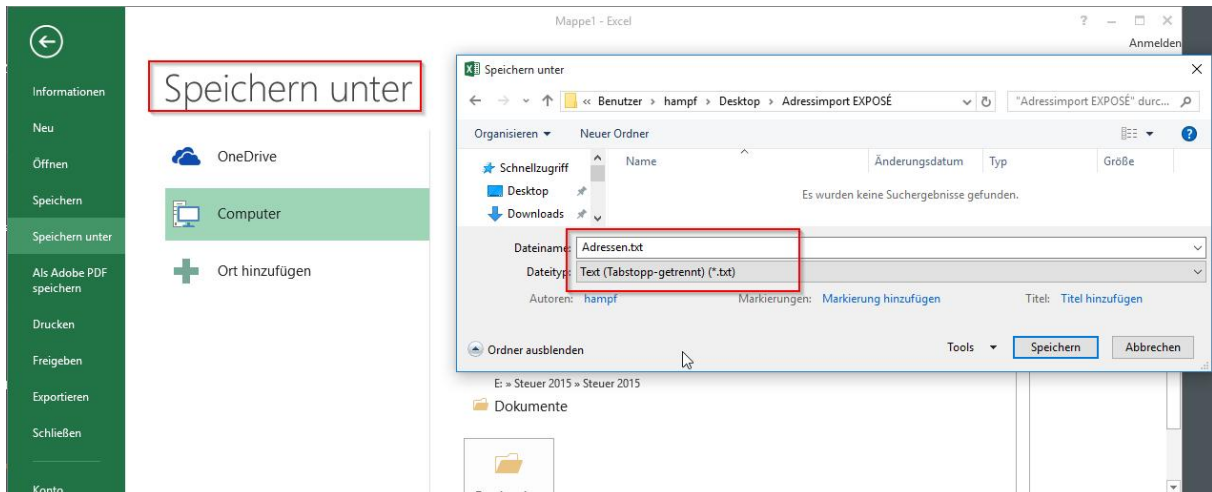 Mappe1 - Excel
?
Anmelden
Informationen
Neu
Öffnen
Speichern
Speichern unter
Als Adobe PDF
speichern
Drucken
Freigeben
Exportieren
Schließen
Konto
Speichern unter
OneDrive
Computer
Ort hinzufügen
Speichern unter
« Benutzer › hampf › Desktop › Adressimport EXPOSÉ
"Adressimport EXPOSÉ" durc...
Organisieren
Neuer Ordner
?
Schnellzugriff
Desktop
Downloads
Name
Änderungsdatum
Typ
Größe
Es wurden keine Suchergebnisse gefunden.
Dateiname: Adressen.txt
Dateityp: Text (Tabstopp-getrennt) (*.txt)
Autoren: hampf
Markierungen: Markierung hinzufügen
Titel: Titel hinzufügen
Ordner ausblenden
Tools
Speichern
Abbrechen
E: » Steuer 2015 » Steuer 2015
Dokumente